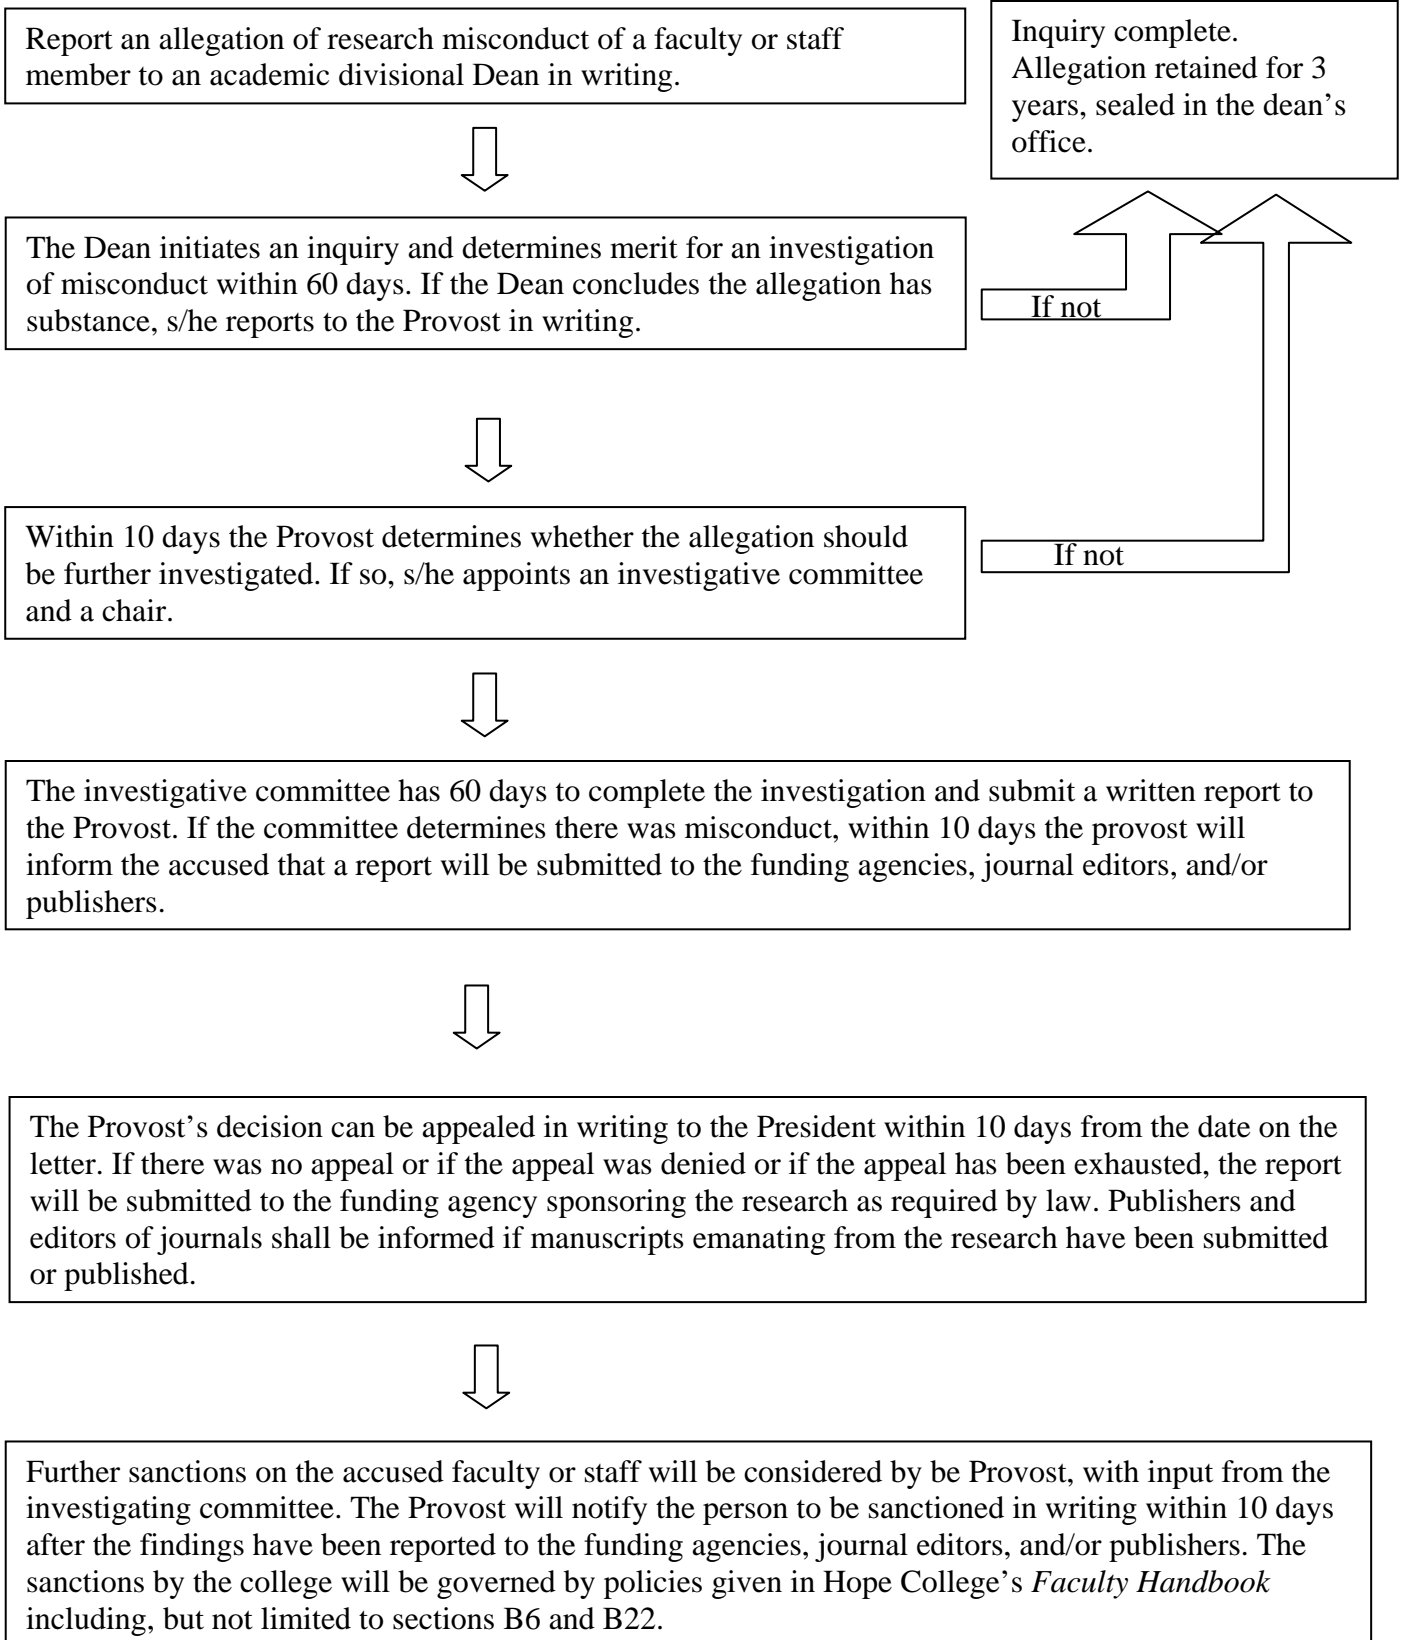 Report an allegation of research misconduct of a faculty or staff
member to an academic divisional Dean in writing.
Inquiry complete.
Allegation retained for 3
years, sealed in the dean’s
office.
The Dean initiates an inquiry and determines merit for an investigation
of misconduct within 60 days. If the Dean concludes the allegation has
substance, s/he reports to the Provost in writing.
If not
Within 10 days the Provost determines whether the allegation should
be further investigated. If so, s/he appoints an investigative committee
and a chair.
If not
The investigative committee has 60 days to complete the investigation and submit a written report to
the Provost. If the committee determines there was misconduct, within 10 days the provost will
inform the accused that a report will be submitted to the funding agencies, journal editors, and/or
publishers.
The Provost’s decision can be appealed in writing to the President within 10 days from the date on the
letter. If there was no appeal or if the appeal was denied or if the appeal has been exhausted, the report
will be submitted to the funding agency sponsoring the research as required by law. Publishers and
editors of journals shall be informed if manuscripts emanating from the research have been submitted
or published.
Further sanctions on the accused faculty or staff will be considered by be Provost, with input from the
investigating committee. The Provost will notify the person to be sanctioned in writing within 10 days
after the findings have been reported to the funding agencies, journal editors, and/or publishers. The
sanctions by the college will be governed by policies given in Hope College’s Faculty Handbook
including, but not limited to sections B6 and B22.